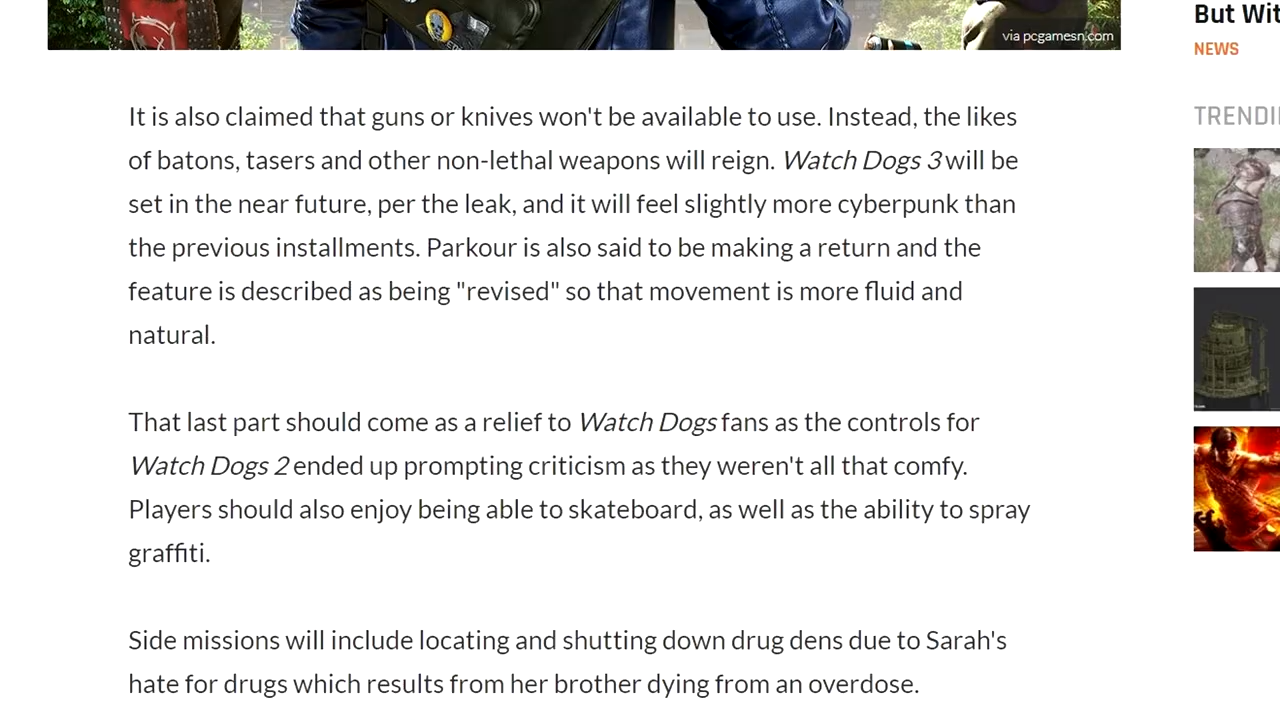 via pcgamesn.com
But Wit
NEWS
TRENDI
It is also claimed that guns or knives won't be available to use. Instead, the likes
of batons, tasers and other non-lethal weapons will reign. Watch Dogs 3 will be
set in the near future, per the leak, and it will feel slightly more cyberpunk than
the previous installments. Parkour is also said to be making a return and the
feature is described as being "revised" so that movement is more fluid and
natural.
That last part should come as a relief to Watch Dogs fans as the controls for
Watch Dogs 2 ended up prompting criticism as they weren't all that comfy.
Players should also enjoy being able to skateboard, as well as the ability to spray
graffiti.
Side missions will include locating and shutting down drug dens due to Sarah's
hate for drugs which results from her brother dying from an overdose.